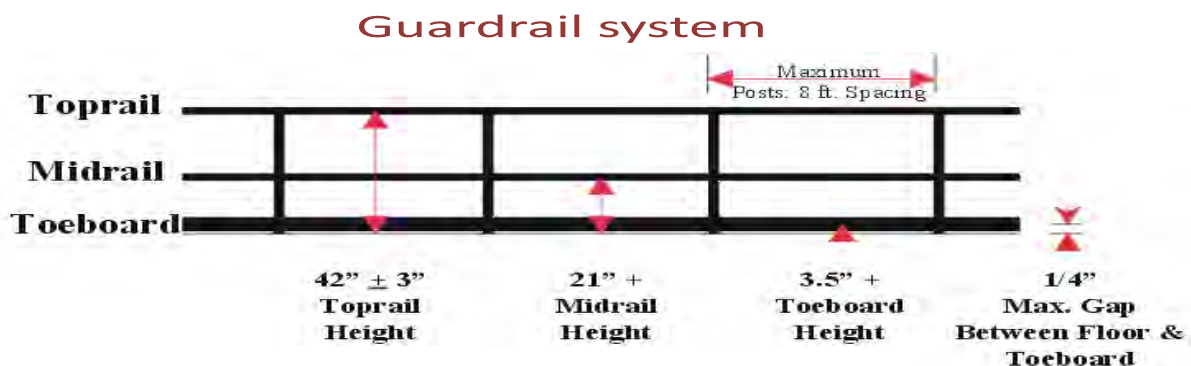 Guardrail system
Maximum
Posts: 8 ft. Spacing
Toprail
Midrail
Toeboard
42” ± 3”
Toprail
Height
21” +
Midrail
Height
3.5” +
Toeboard
Height
1/4”
Max. Gap
Between Floor &
Toeboard